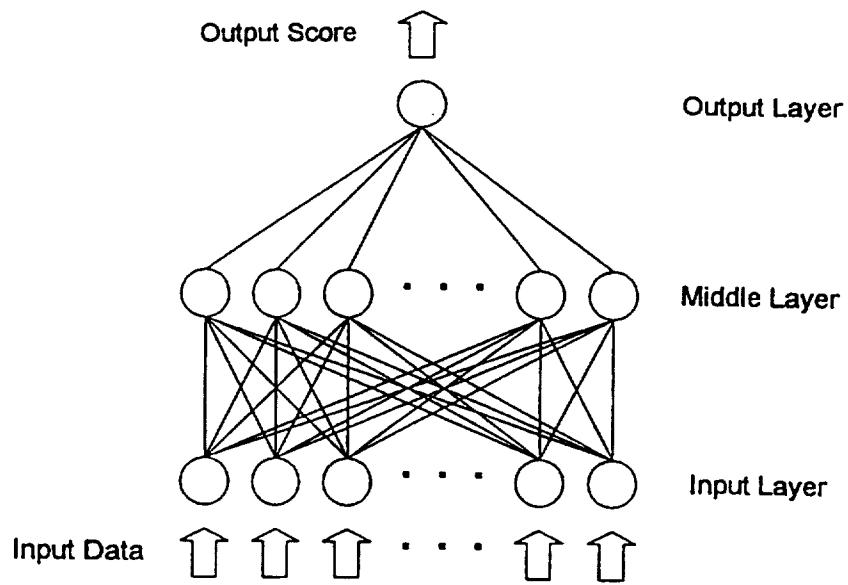 Output Score
Output Layer
Middle Layer
Input Layer
Input Data